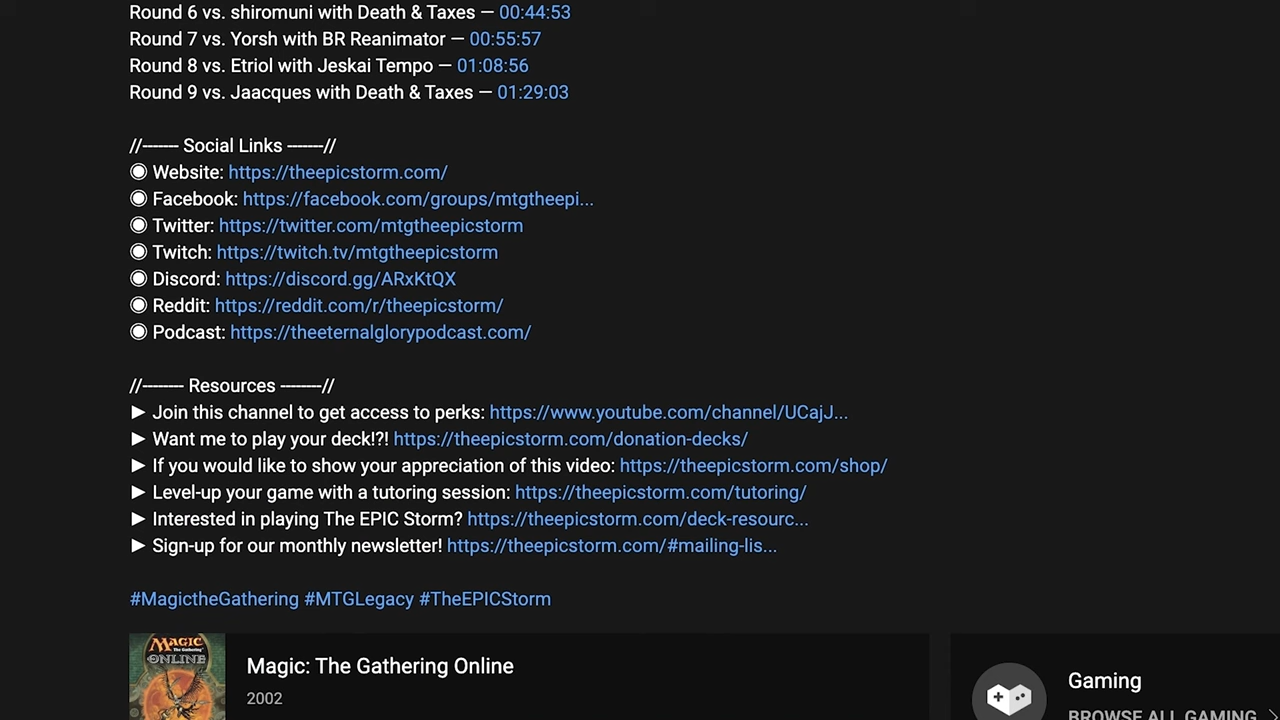 Round 6 vs. shiromuni with Death & Taxes — 00:44:53
Round 7 vs. Yorsh with BR Reanimator — 00:55:57
Round 8 vs. Etriol with Jeskai Tempo — 01:08:56
Round 9 vs. Jaacques with Death & Taxes — 01:29:03
//------- Social Links -------//
◉ Website: https://theepicstorm.com/
◉ Facebook: https://facebook.com/groups/mtgtheepi...
◉ Twitter: https://twitter.com/mtgtheepicstorm
◉ Twitch: https://twitch.tv/mtgtheepicstorm
◉ Discord: https://discord.gg/ARxKtQX
◉ Reddit: https://reddit.com/r/theepicstorm/
◉ Podcast: https://theeternalglorypodcast.com/
//-------- Resources --------//
► Join this channel to get access to perks: https://www.youtube.com/channel/UCajJ...
► Want me to play your deck!?! https://theepicstorm.com/donation-decks/
► If you would like to show your appreciation of this video: https://theepicstorm.com/shop/
► Level-up your game with a tutoring session: https://theepicstorm.com/tutoring/
► Interested in playing The EPIC Storm? https://theepicstorm.com/deck-resourc...
► Sign-up for our monthly newsletter! https://theepicstorm.com/#mailing-lis...
#MagictheGathering #MTGLegacy #TheEPICStorm
MAGIC
The Gathering
ONLINE
Magic: The Gathering Online
2002
Gaming
BROWSE ALL GAMING